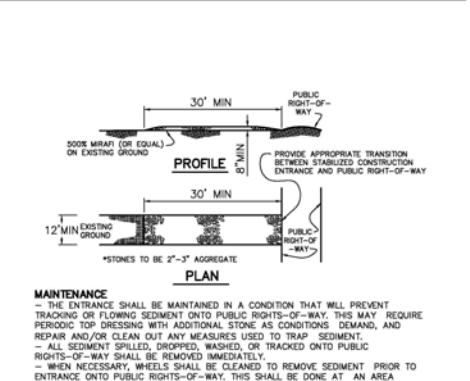 30' MIN
PUBLIC
RIGHT-OF-
WAY
500% MIRAFI (OR EQUAL)
ON EXISTING GROUND
PROFILE
8"MIN
PROVIDE APPROPRIATE TRANSITION
BETWEEN STABILIZED CONSTRUCTION
ENTRANCE AND PUBLIC RIGHT-OF-WAY
30' MIN
12'MIN
EXISTING
GROUND
PUBLIC
RIGHT-OF
-WAY
*STONES TO BE 2"-3" AGGREGATE
PLAN
MAINTENANCE
- THE ENTRANCE SHALL BE MAINTAINED IN A CONDITION THAT WILL PREVENT
TRACKING OR FLOWING SEDIMENT ONTO PUBLIC RIGHTS-OF-WAY. THIS MAY REQUIRE
PERIODIC TOP DRESSING WITH ADDITIONAL STONE AS CONDITIONS DEMAND, AND
REPAIR AND/OR CLEAN OUT ANY MEASURES USED TO TRAP SEDIMENT.
- ALL SEDIMENT SPILLED, DROPPED, WASHED, OR TRACKED ONTO PUBLIC
RIGHTS-OF-WAY SHALL BE REMOVED IMMEDIATELY.
- WHEN NECESSARY, WHEELS SHALL BE CLEANED TO REMOVE SEDIMENT PRIOR TO
ENTRANCE ONTO PUBLIC RIGHTS-OF-WAY. THIS SHALL BE DONE AT AN AREA